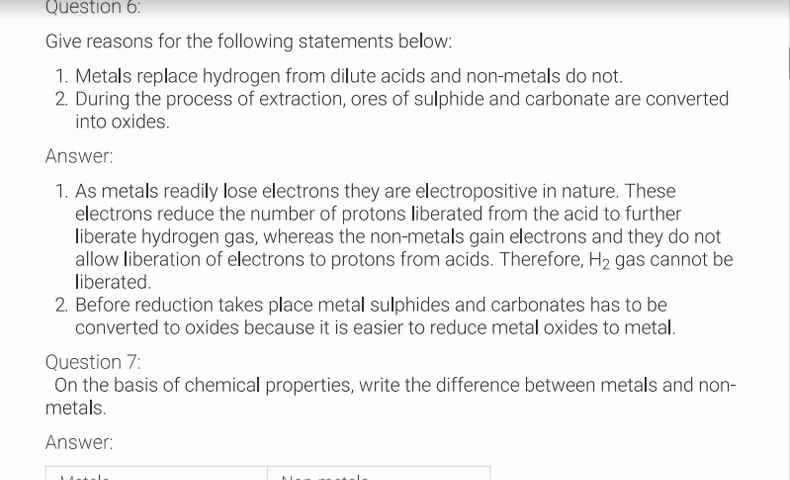 Question 6:
Give reasons for the following statements below:
1. Metals replace hydrogen from dilute acids and non-metals do not.
2. During the process of extraction, ores of sulphide and carbonate are converted
into oxides.
Answer:
1. As metals readily lose electrons they are electropositive in nature. These
electrons reduce the number of protons liberated from the acid to further
liberate hydrogen gas, whereas the non-metals gain electrons and they do not
allow liberation of electrons to protons from acids. Therefore, H₂ gas cannot be
liberated.
2. Before reduction takes place metal sulphides and carbonates has to be
converted to oxides because it is easier to reduce metal oxides to metal.
Question 7:
On the basis of chemical properties, write the difference between metals and non-
metals.
Answer: